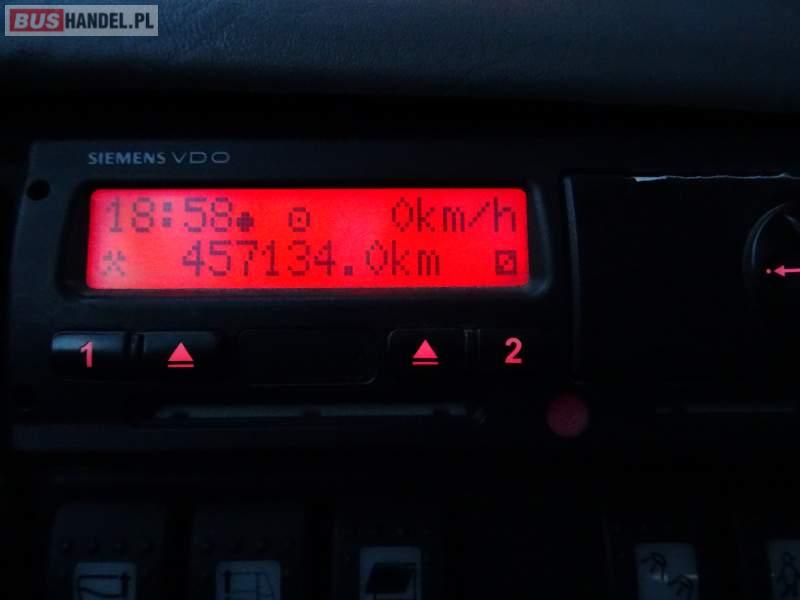 BUSHANDEL.PL
SIEMENS VDO
18:58 0km/h
457134.0km
1 2